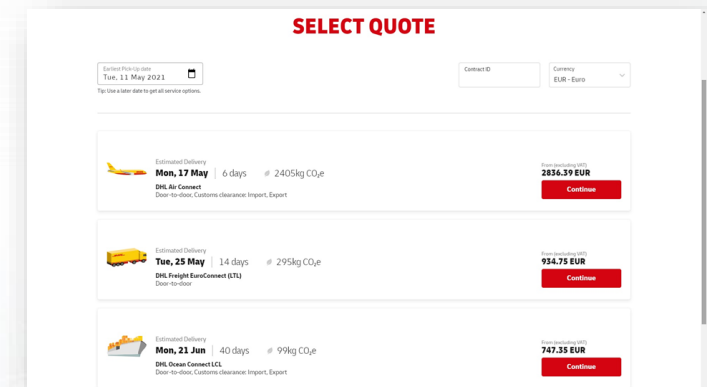 SELECT QUOTE
Earliest Pick-Up date
Tue, 11 May 2021
Tip: Use a later date to get all service options.
Contract ID
Currency
EUR - Euro
Estimated Delivery
Mon, 17 May
6 days
2405kg CO₂e
DHL Air Connect
Door-to-door, Customs clearance: Import, Export
From (excluding VAT)
2836.39 EUR
Continue
Estimated Delivery
Tue, 25 May
14 days
295kg CO₂e
DHL Freight EuroConnect (LTL)
Door-to-door
From (excluding VAT)
934.75 EUR
Continue
Estimated Delivery
Mon, 21 Jun
40 days
99kg CO₂e
DHL Ocean Connect LCL
Door-to-door, Customs clearance: Import, Export
From (excluding VAT)
747.35 EUR
Continue